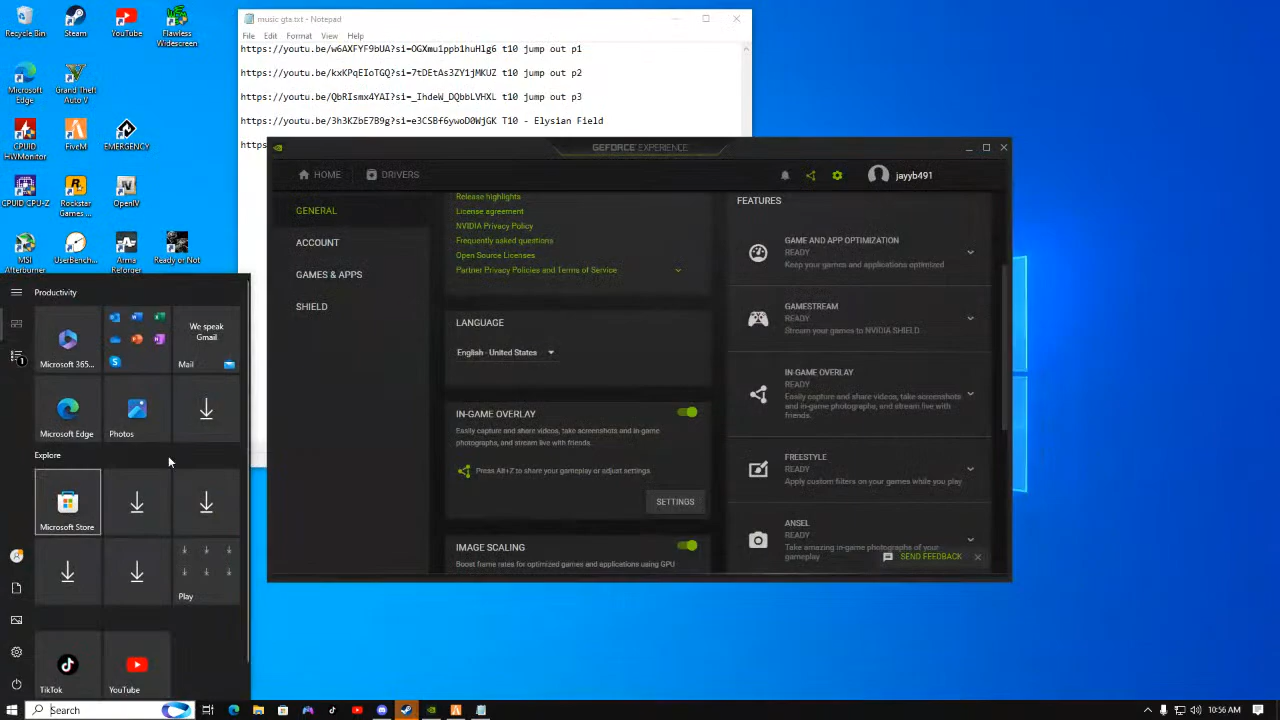 Recycle Bin
Steam
YouTube
Flawless
Widescreen
Microsoft
Edge
Grand Theft
Auto V
CPUID
HWMonitor
FiveM
EMERGENCY
CPUID GPU-Z
Rockstar
Games ...
OpenIV
MSI
Afterburner
Userbench...
Arma
Reforger
Ready or Not
music gta.txt - Notepad
File Edit Format View Help
https://youtu.be/w6AXFYF9bUA?si=OGXmu1ppb1huHlg6 t10 jump out p1
https://youtu.be/kxKPqEIoTGQ?si=7tDEtAs3ZY1jMKUZ t10 jump out p2
https://youtu.be/QbRIsmx4YAI?si=_IhdeW_DQbbLVHXL t10 jump out p3
https://youtu.be/3h3KZbE7B9g?si=e3CSBf6ywoD0WjGK T10 - Elysian Field
https
GEFORCE EXPERIENCE
HOME DRIVERS
jayyb491
GENERAL
ACCOUNT
GAMES & APPS
SHIELD
Release highlights
License agreement
NVIDIA Privacy Policy
Frequently asked questions
Open Source Licenses
Partner Privacy Policies and Terms of Service
LANGUAGE
English - United States
IN-GAME OVERLAY
Easily capture and share videos, take screenshots and in-game
photographs, and stream live with friends.
Press Alt+Z to share your gameplay or adjust settings.
SETTINGS
IMAGE SCALING
Boost frame rates for optimized games and applications using GPU
FEATURES
GAME AND APP OPTIMIZATION
READY
Keep your games and applications optimized
GAMESTREAM
READY
Stream your games to NVIDIA SHIELD.
IN-GAME OVERLAY
READY
Easily capture and share videos, take screenshots
and in-game photographs, and stream live with
friends.
FREESTYLE
READY
Apply custom filters on your games while you play
ANSEL
READY
Take amazing in-game photographs of your
gameplay
SEND FEEDBACK
Productivity
Microsoft 365...
We speak
Gmail
Mail
Microsoft Edge
Photos
Explore
Microsoft Store
Play
TikTok
YouTube
Search
10:56 AM